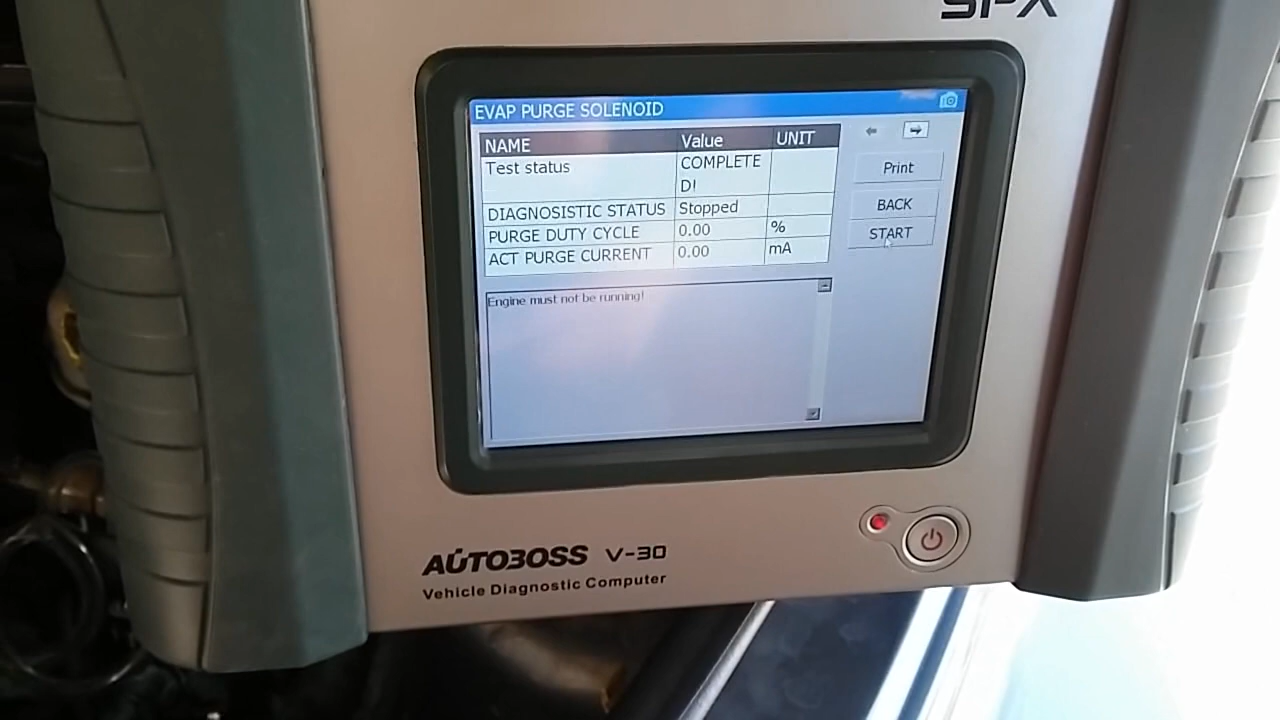 SPX
EVAP PURGE SOLENOID
NAME Value UNIT
Test status COMPLETE
D!
DIAGNOSISTIC STATUS Stopped
PURGE DUTY CYCLE 0.00 %
ACT PURGE CURRENT 0.00 mA
Print
BACK
START
Engine must not be running!
AUTOBOSS V-30
Vehicle Diagnostic Computer